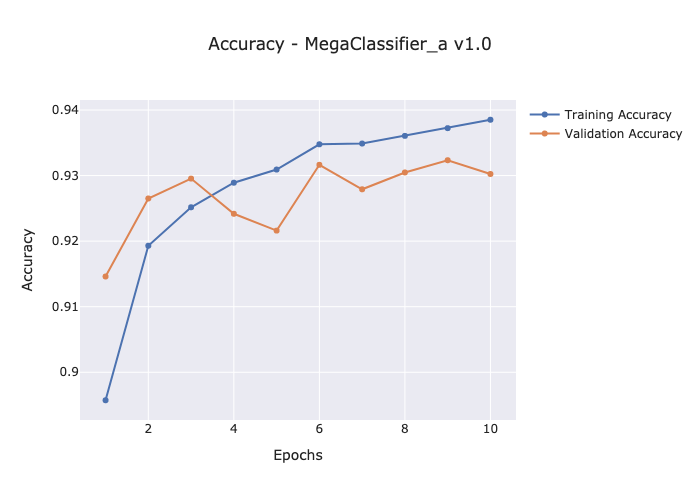 Accuracy - MegaClassifier_a v1.0
Training Accuracy
Validation Accuracy
Accuracy
0.94
0.93
0.92
0.91
0.9
2 4 6 8 10
Epochs